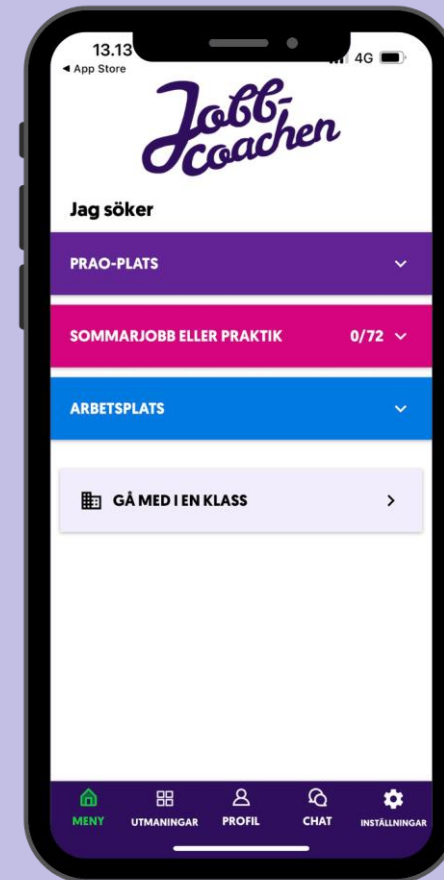 13.13
4G
◀ App Store
Jobb-
coachen
Jag söker
PRAO-PLATS
SOMMARJOBB ELLER PRAKTIK 0/72
ARBETSPLATS
GÅ MED I EN KLASS
MENY UTMANINGAR PROFIL CHAT INSTÄLLNINGAR